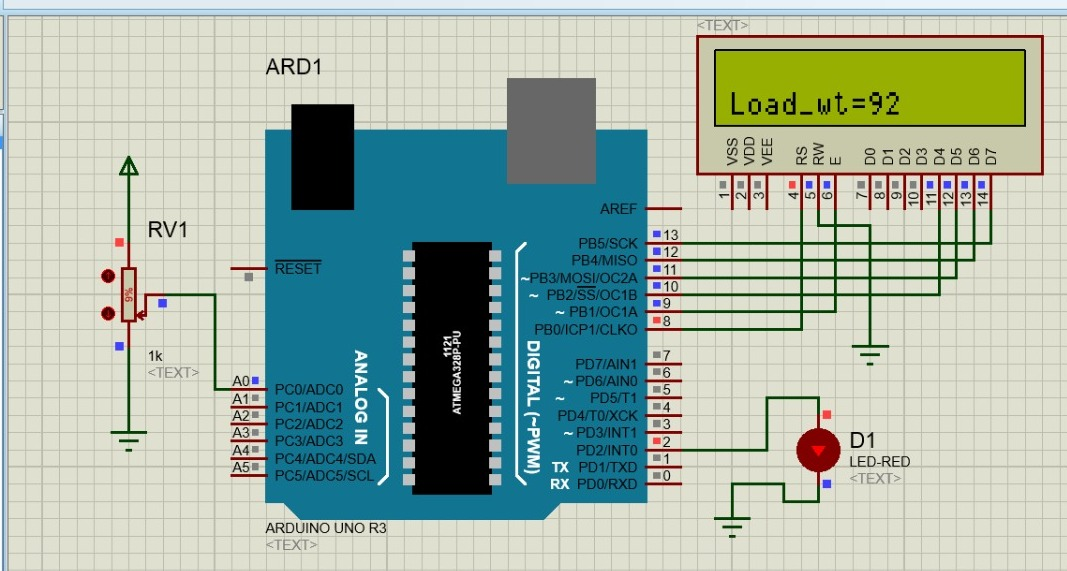 <TEXT>
Load_wt=92
VSS VDD VEE RS RW E D0 D1 D2 D3 D4 D5 D6 D7
1 2 3 4 5 6 7 8 9 10 11 12 13 14
ARD1
RV1
9%
1k
<TEXT>
RESET
AREF
PB5/SCK 13
PB4/MISO 12
~PB3/MOSI/OC2A 11
~ PB2/SS/OC1B 10
~ PB1/OC1A 9
PB0/ICP1/CLKO 8
1121
ATMEGA328P-PU
DIGITAL (~PWM)
ANALOG IN
PD7/AIN1 7
~ PD6/AIN0 6
~ PD5/T1 5
PD4/T0/XCK 4
~ PD3/INT1 3
PD2/INT0 2
TX PD1/TXD 1
RX PD0/RXD 0
A0 PC0/ADC0
A1 PC1/ADC1
A2 PC2/ADC2
A3 PC3/ADC3
A4 PC4/ADC4/SDA
A5 PC5/ADC5/SCL
D1
LED-RED
<TEXT>
ARDUINO UNO R3
<TEXT>